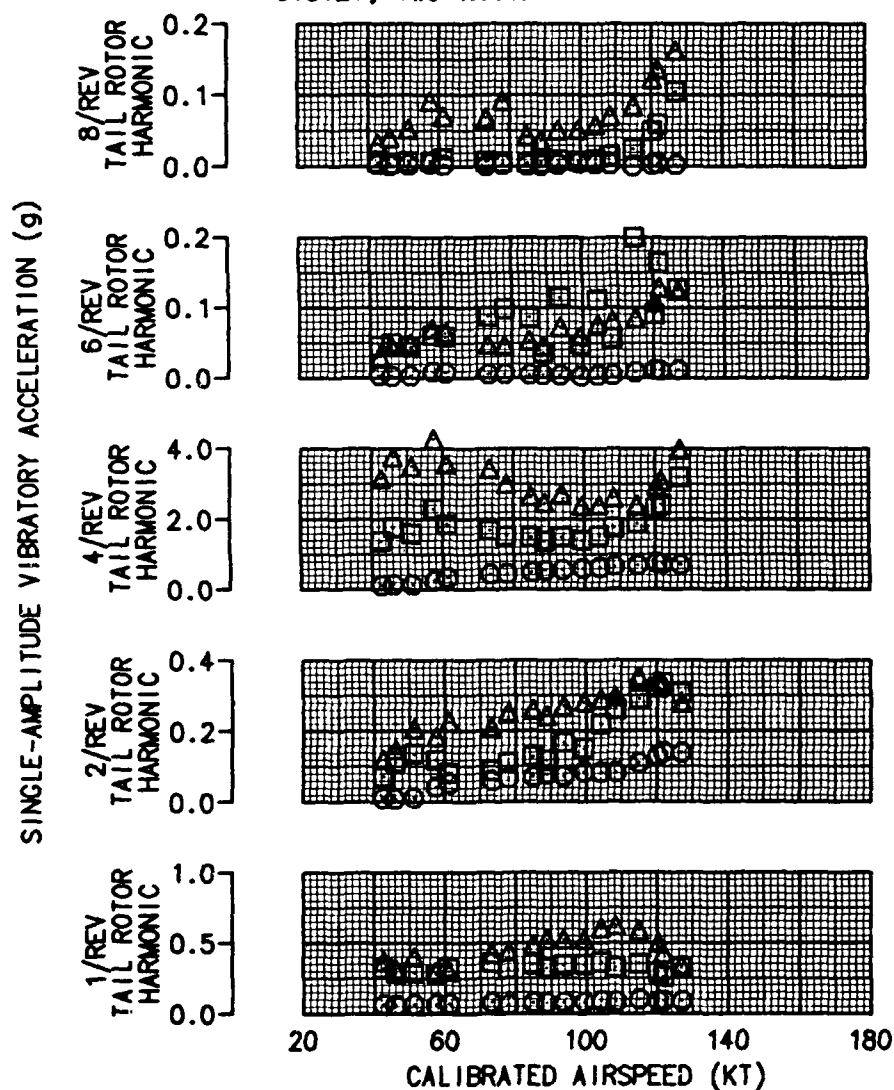 SINGLE-AMPLITUDE VIBRATORY ACCELERATION (g)
8/REV
TAIL ROTOR
HARMONIC
0.2
0.1
0.0
6/REV
TAIL ROTOR
HARMONIC
0.2
0.1
0.0
4/REV
TAIL ROTOR
HARMONIC
4.0
2.0
0.0
2/REV
TAIL ROTOR
HARMONIC
0.4
0.2
0.0
1/REV
TAIL ROTOR
HARMONIC
1.0
0.5
0.0
20 60 100 140 180
CALIBRATED AIRSPEED (KT)